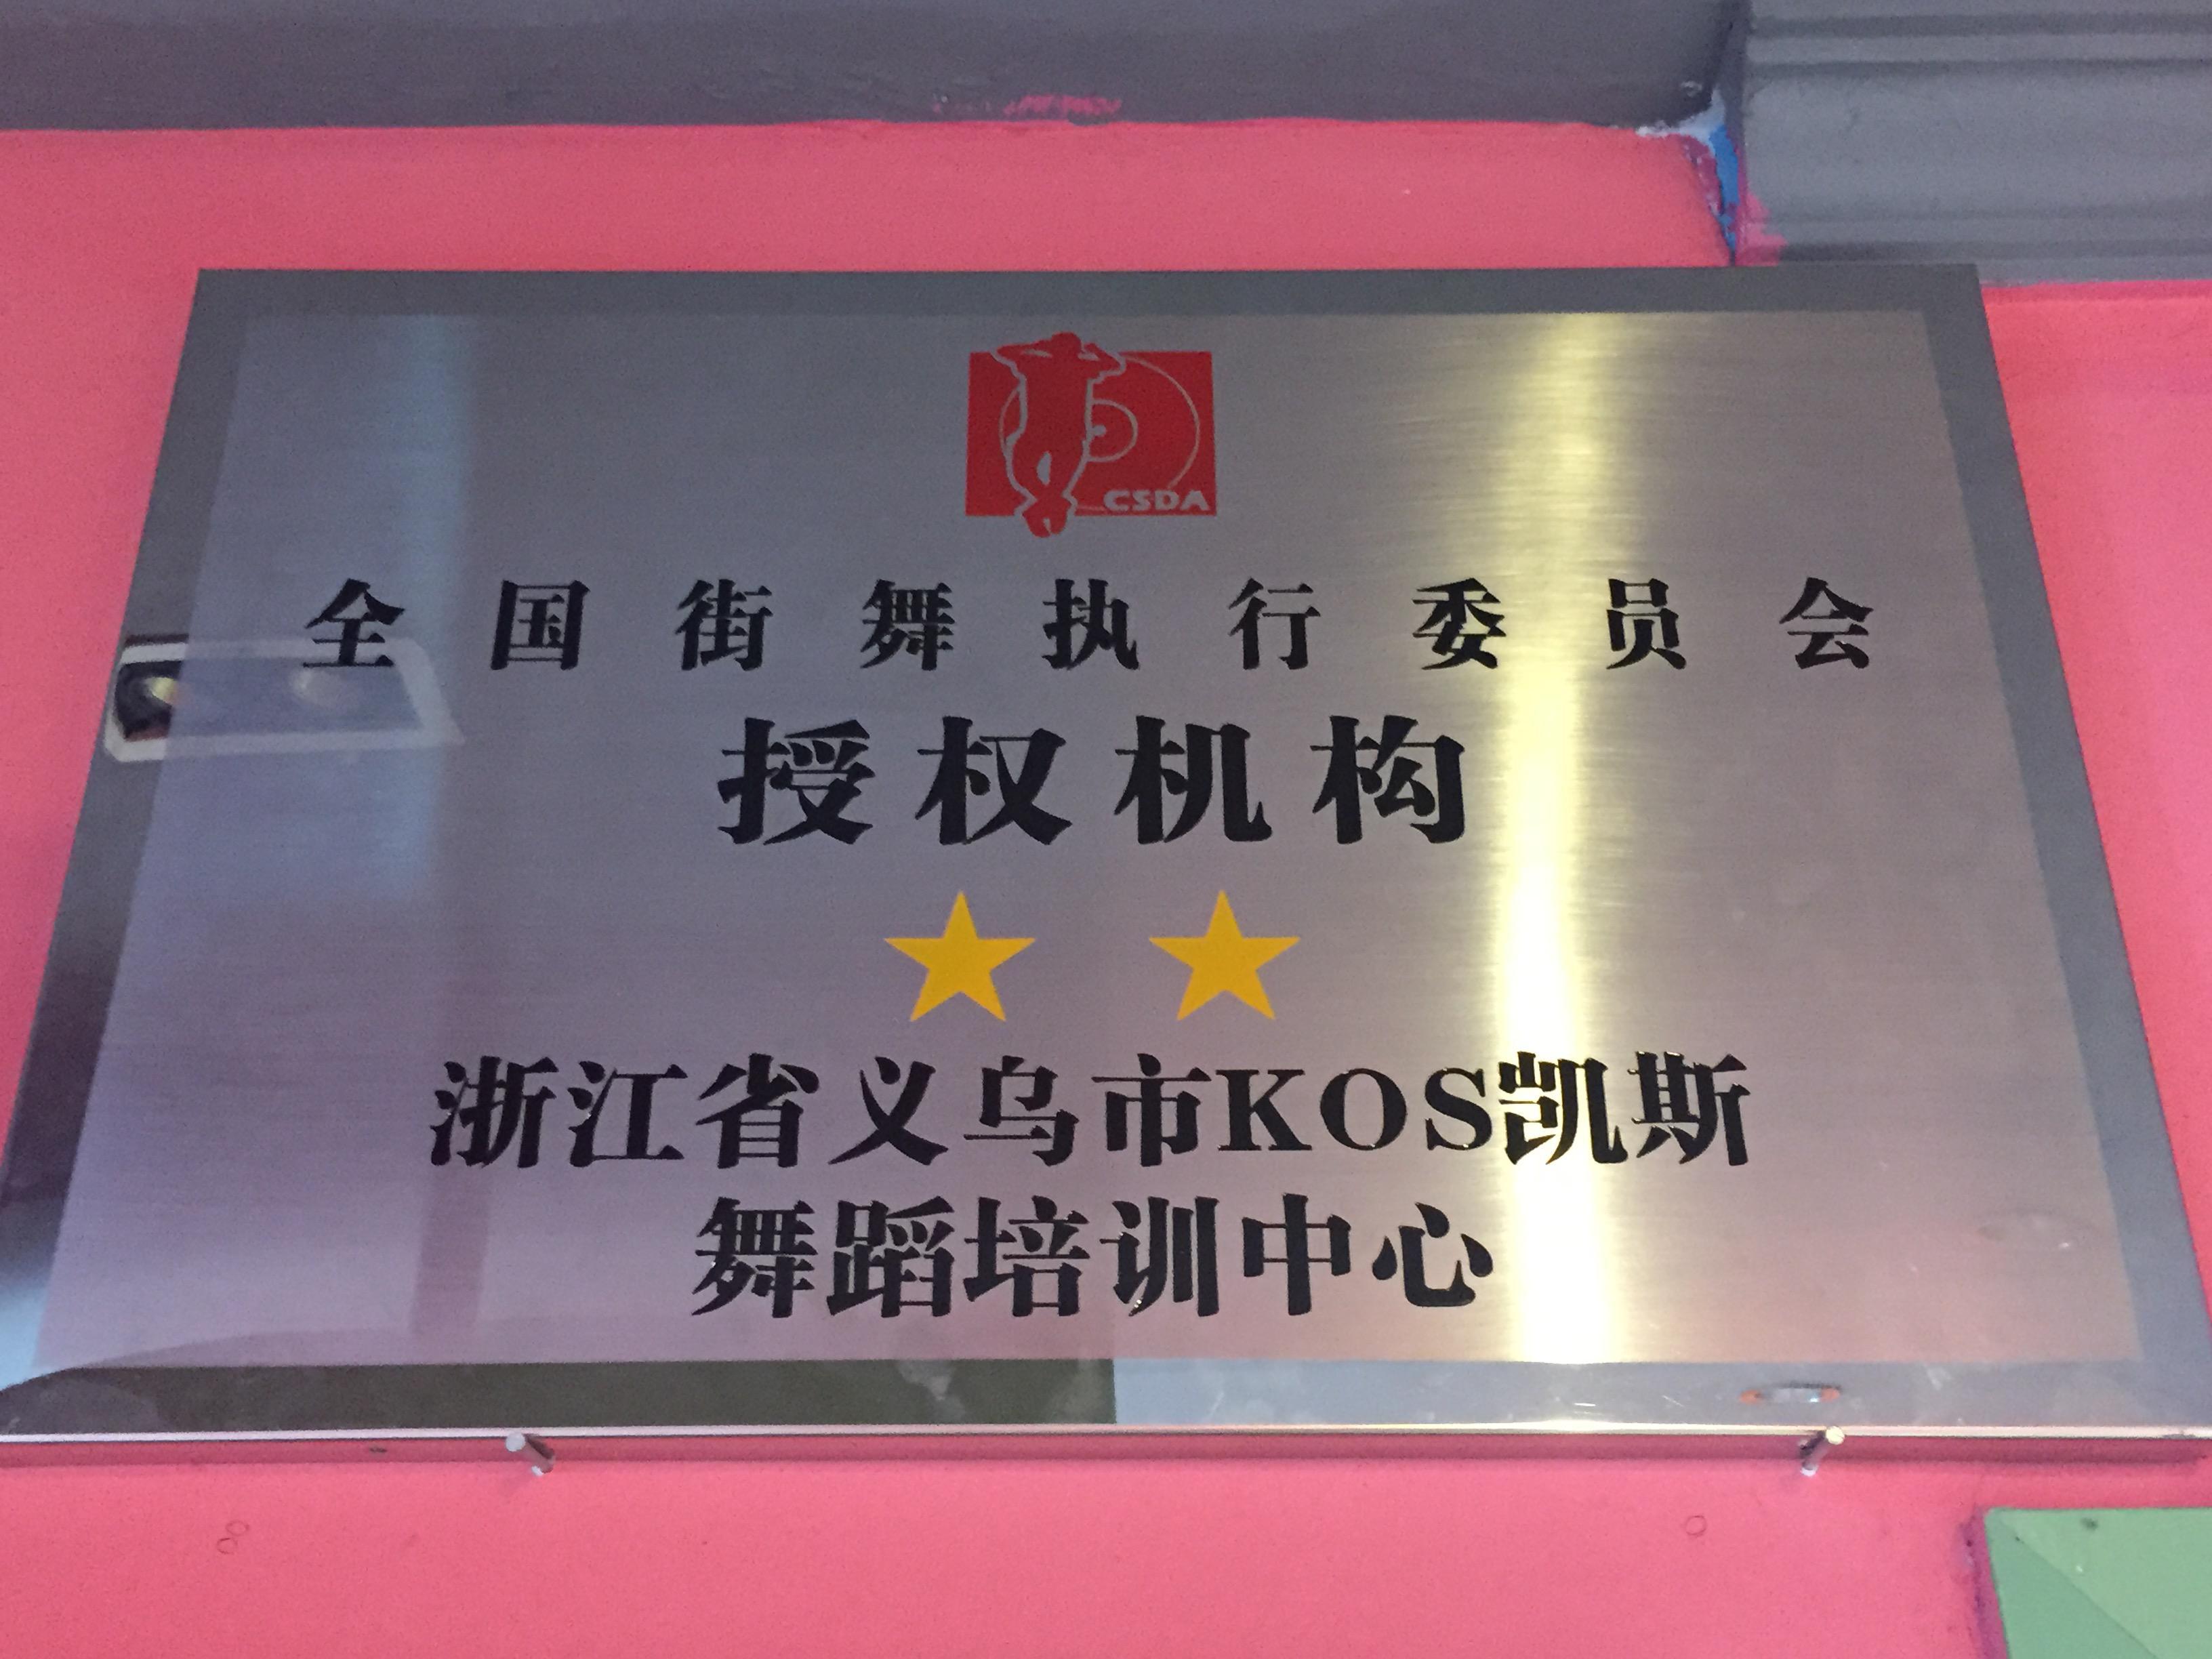 CSDA
全国街舞执行委员会
授权机构
浙江省义乌市KOS凯斯
舞蹈培训中心